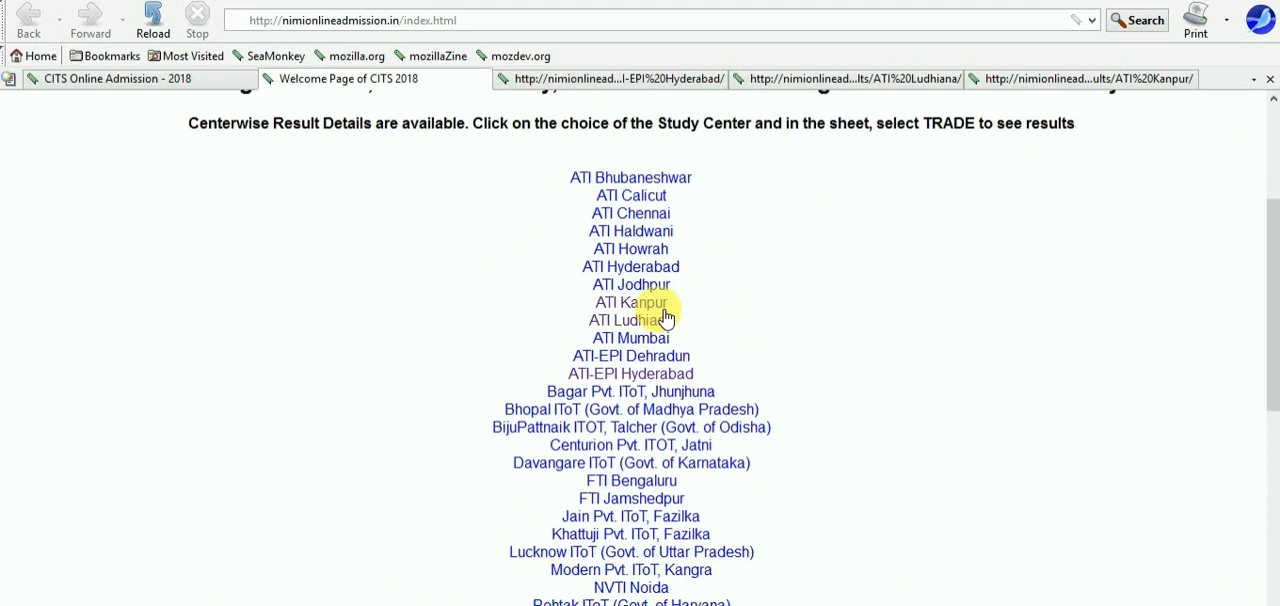 http://nimionlineadmission.in/index.html
Search
Back
Forward
Reload
Stop
Print
Home
Bookmarks
Most Visited
SeaMonkey
mozilla.org
mozillaZine
mozdev.org
CITS Online Admission - 2018
Welcome Page of CITS 2018
http://nimionlinead...I-EPI%20Hyderabad/
http://nimionlinead...lts/ATI%20Ludhiana/
http://nimionlinead...ults/ATI%20Kanpur/
Centerwise Result Details are available. Click on the choice of the Study Center and in the sheet, select TRADE to see results
ATI Bhubaneshwar
ATI Calicut
ATI Chennai
ATI Haldwani
ATI Howrah
ATI Hyderabad
ATI Jodhpur
ATI Kanpur
ATI
ATI Mumbai
ATI-EPI Dehradun
ATI-EPI Hyderabad
Bagar Pvt. IToT, Jhunjhuna
Bhopal IToT (Govt. of Madhya Pradesh)
BijuPattnaik ITOT, Talcher (Govt. of Odisha)
Centurion Pvt. ITOT, Jatni
Davangare IToT (Govt. of Karnataka)
FTI Bengaluru
FTI Jamshedpur
Jain Pvt. IToT, Fazilka
Khattuji Pvt. IToT, Fazilka
Lucknow IToT (Govt. of Uttar Pradesh)
Modern Pvt. IToT, Kangra
NVTI Noida
Rohtak IToT (Govt. of Haryana)